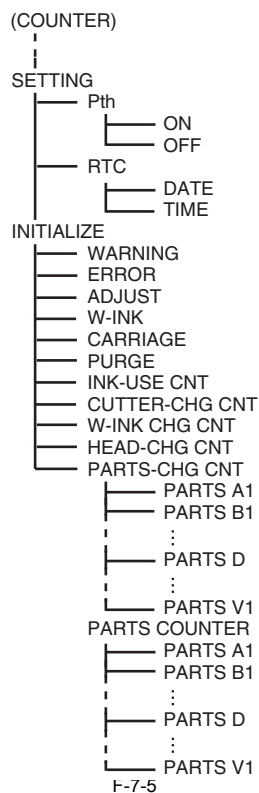 (COUNTER)
SETTING
Pth
ON
OFF
RTC
DATE
TIME
INITIALIZE
WARNING
ERROR
ADJUST
W-INK
CARRIAGE
PURGE
INK-USE CNT
CUTTER-CHG CNT
W-INK CHG CNT
HEAD-CHG CNT
PARTS-CHG CNT
PARTS A1
PARTS B1
PARTS D
PARTS V1
PARTS COUNTER
PARTS A1
PARTS B1
PARTS D
PARTS V1
F-7-5